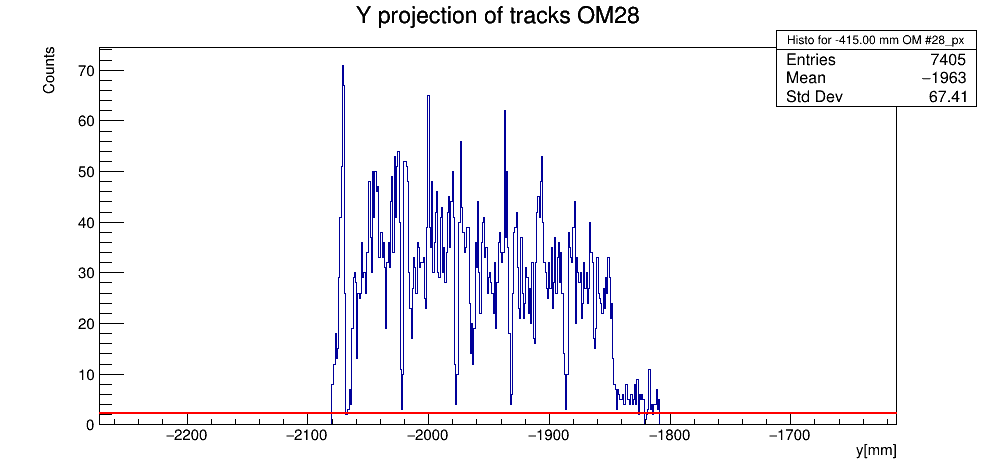 Y projection of tracks OM28
Histo for -415.00 mm OM #28_px
Entries 7405
Mean −1963
Std Dev 67.41
Counts
70
60
50
40
30
20
10
0
−2200 −2100 −2000 −1900 −1800 −1700
y[mm]